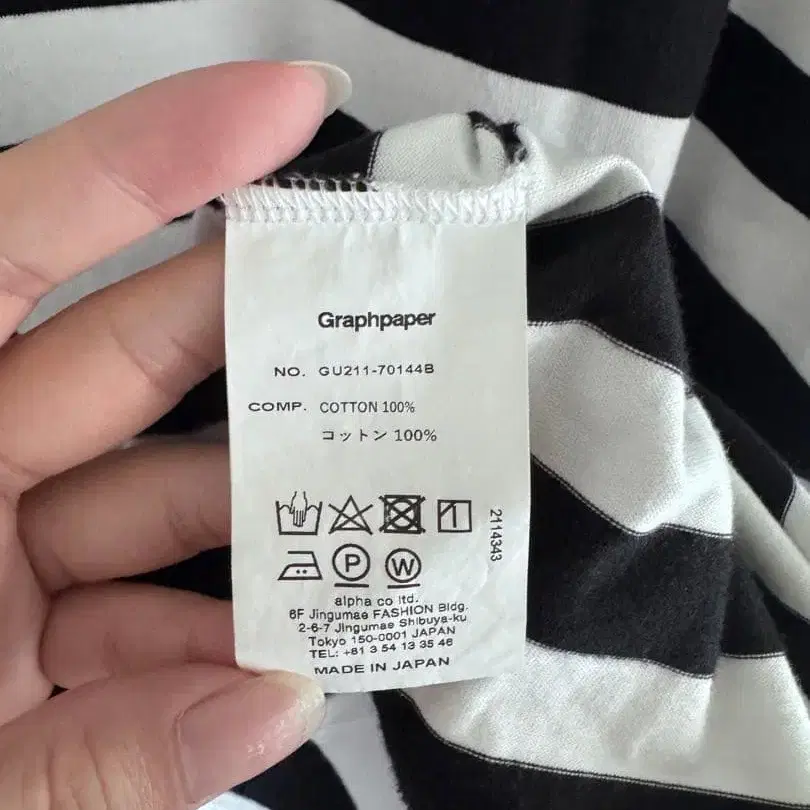 Graphpaper
NO. GU211-70144B
COMP. COTTON 100%
コットン 100%
2114343
P W
alpha co ltd.
6F Jingumae FASHION Bldg.
2-6-7 Jingumae Shibuya-ku
Tokyo 150-0001 JAPAN
TEL: +81 3 54 13 35 46
MADE IN JAPAN